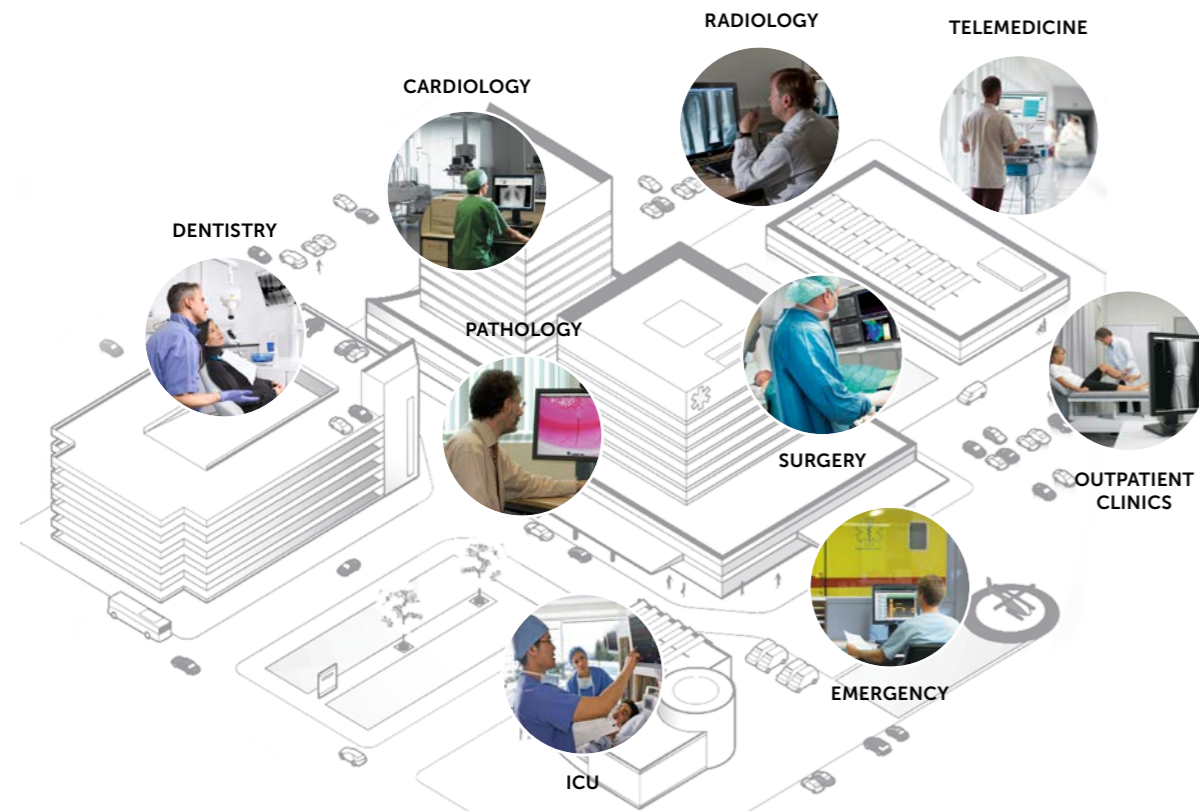 RADIOLOGY
TELEMEDICINE
CARDIOLOGY
DENTISTRY
PATHOLOGY
SURGERY
OUTPATIENT
CLINICS
EMERGENCY
ICU